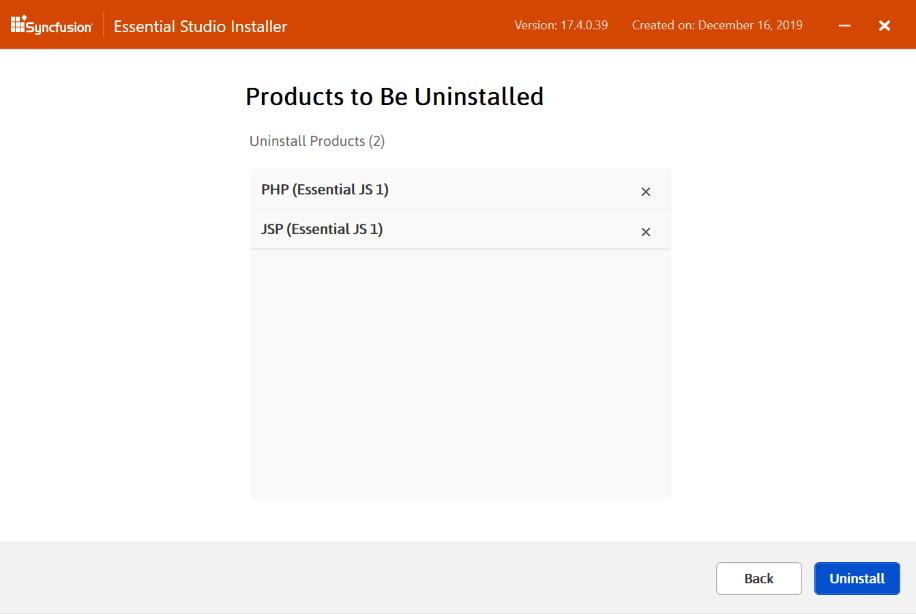 Syncfusion Essential Studio Installer Version: 17.4.0.39 Created on: December 16, 2019
Products to Be Uninstalled
Uninstall Products (2)
PHP (Essential JS 1)
JSP (Essential JS 1)
Back Uninstall